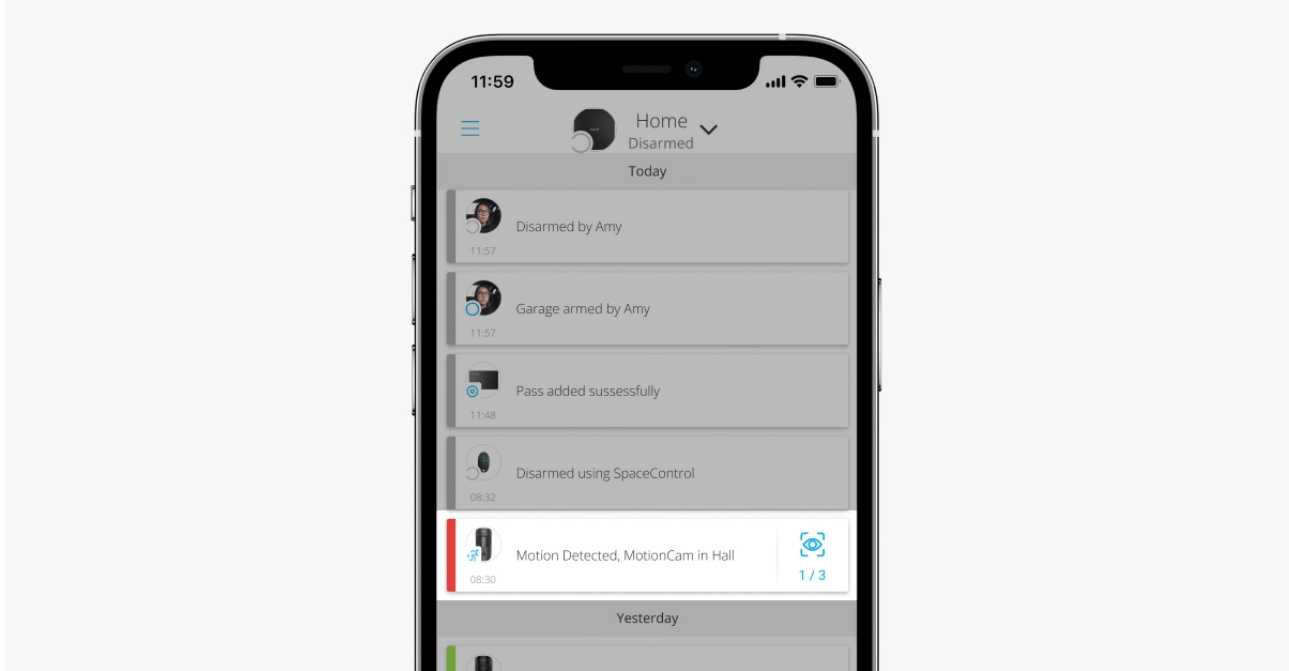 11:59
Home
Disarmed
Today
Disarmed by Amy
11:57
Garage armed by Amy
11:57
Pass added sussessfully
11:48
Disarmed using SpaceControl
08:32
Motion Detected, MotionCam in Hall
08:30
1 / 3
Yesterday